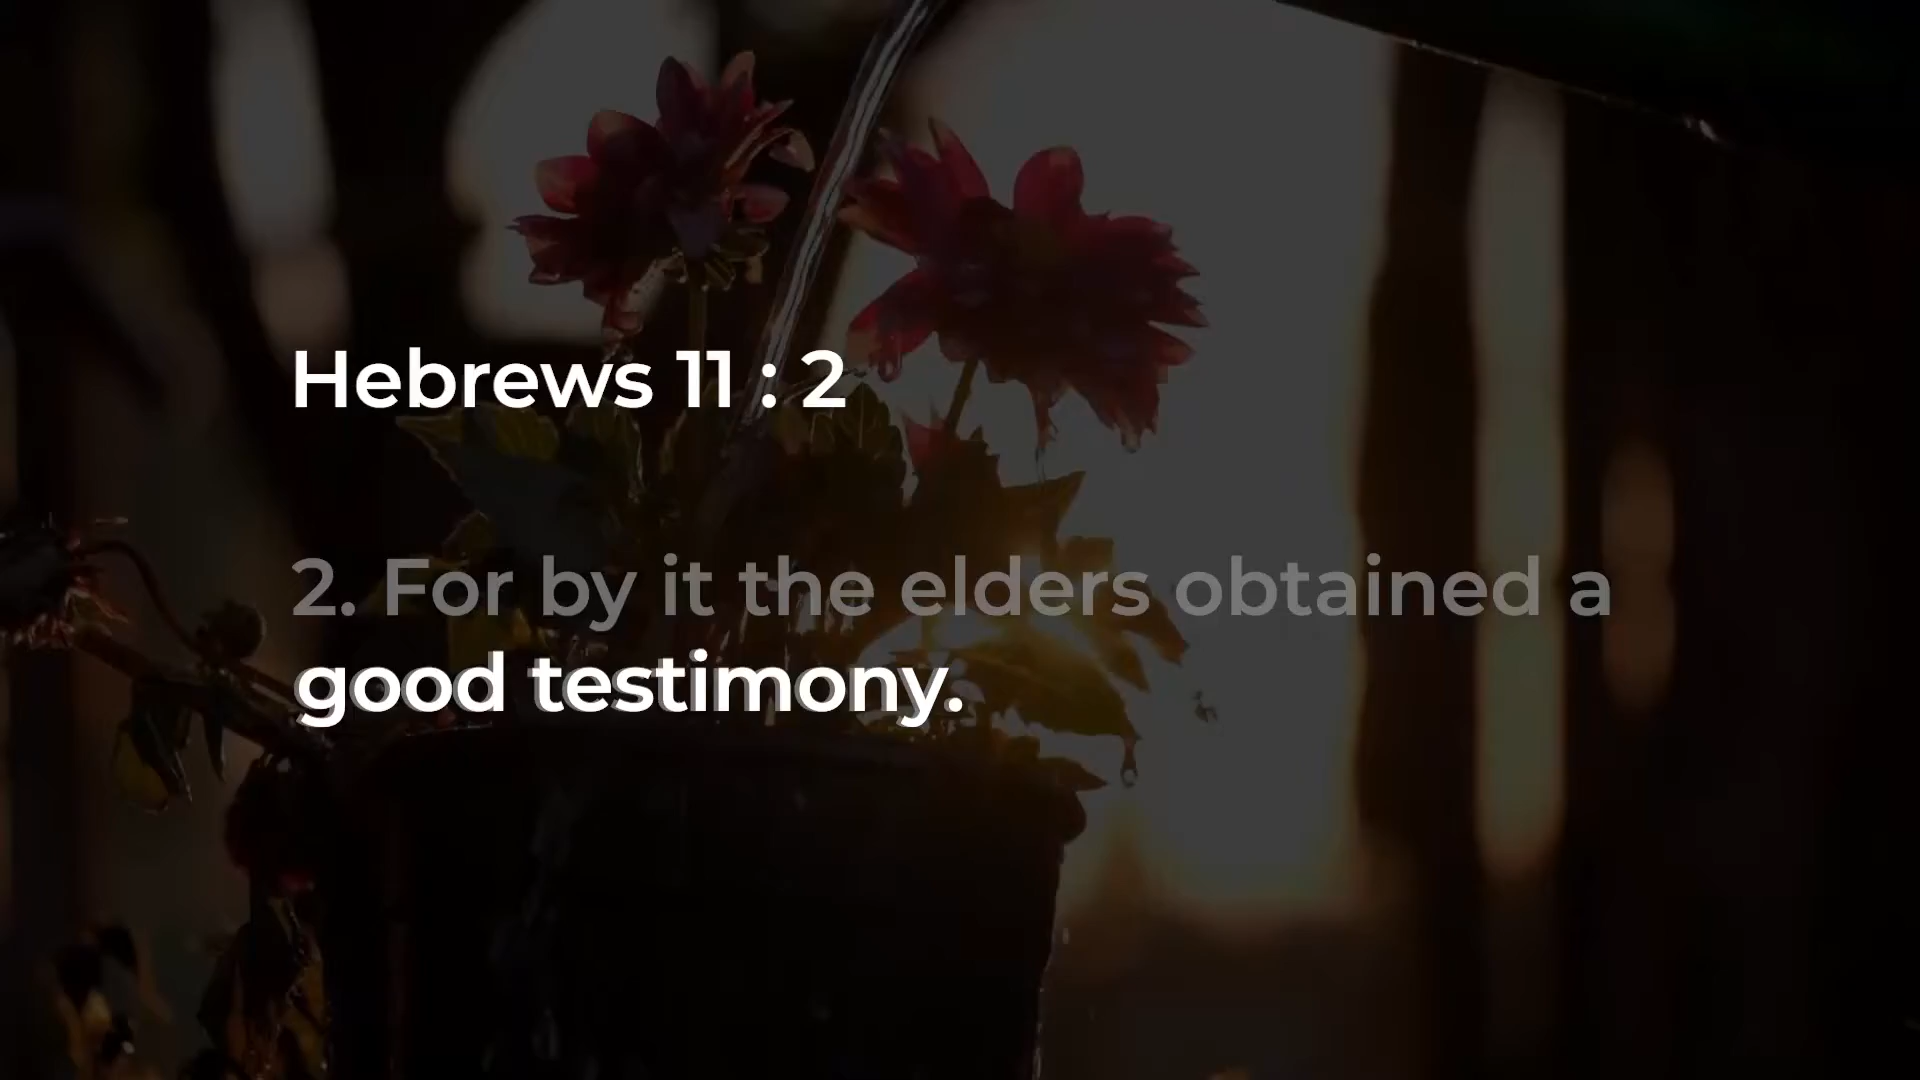 Hebrews 11 : 2
2. For by it the elders obtained a
good testimony.